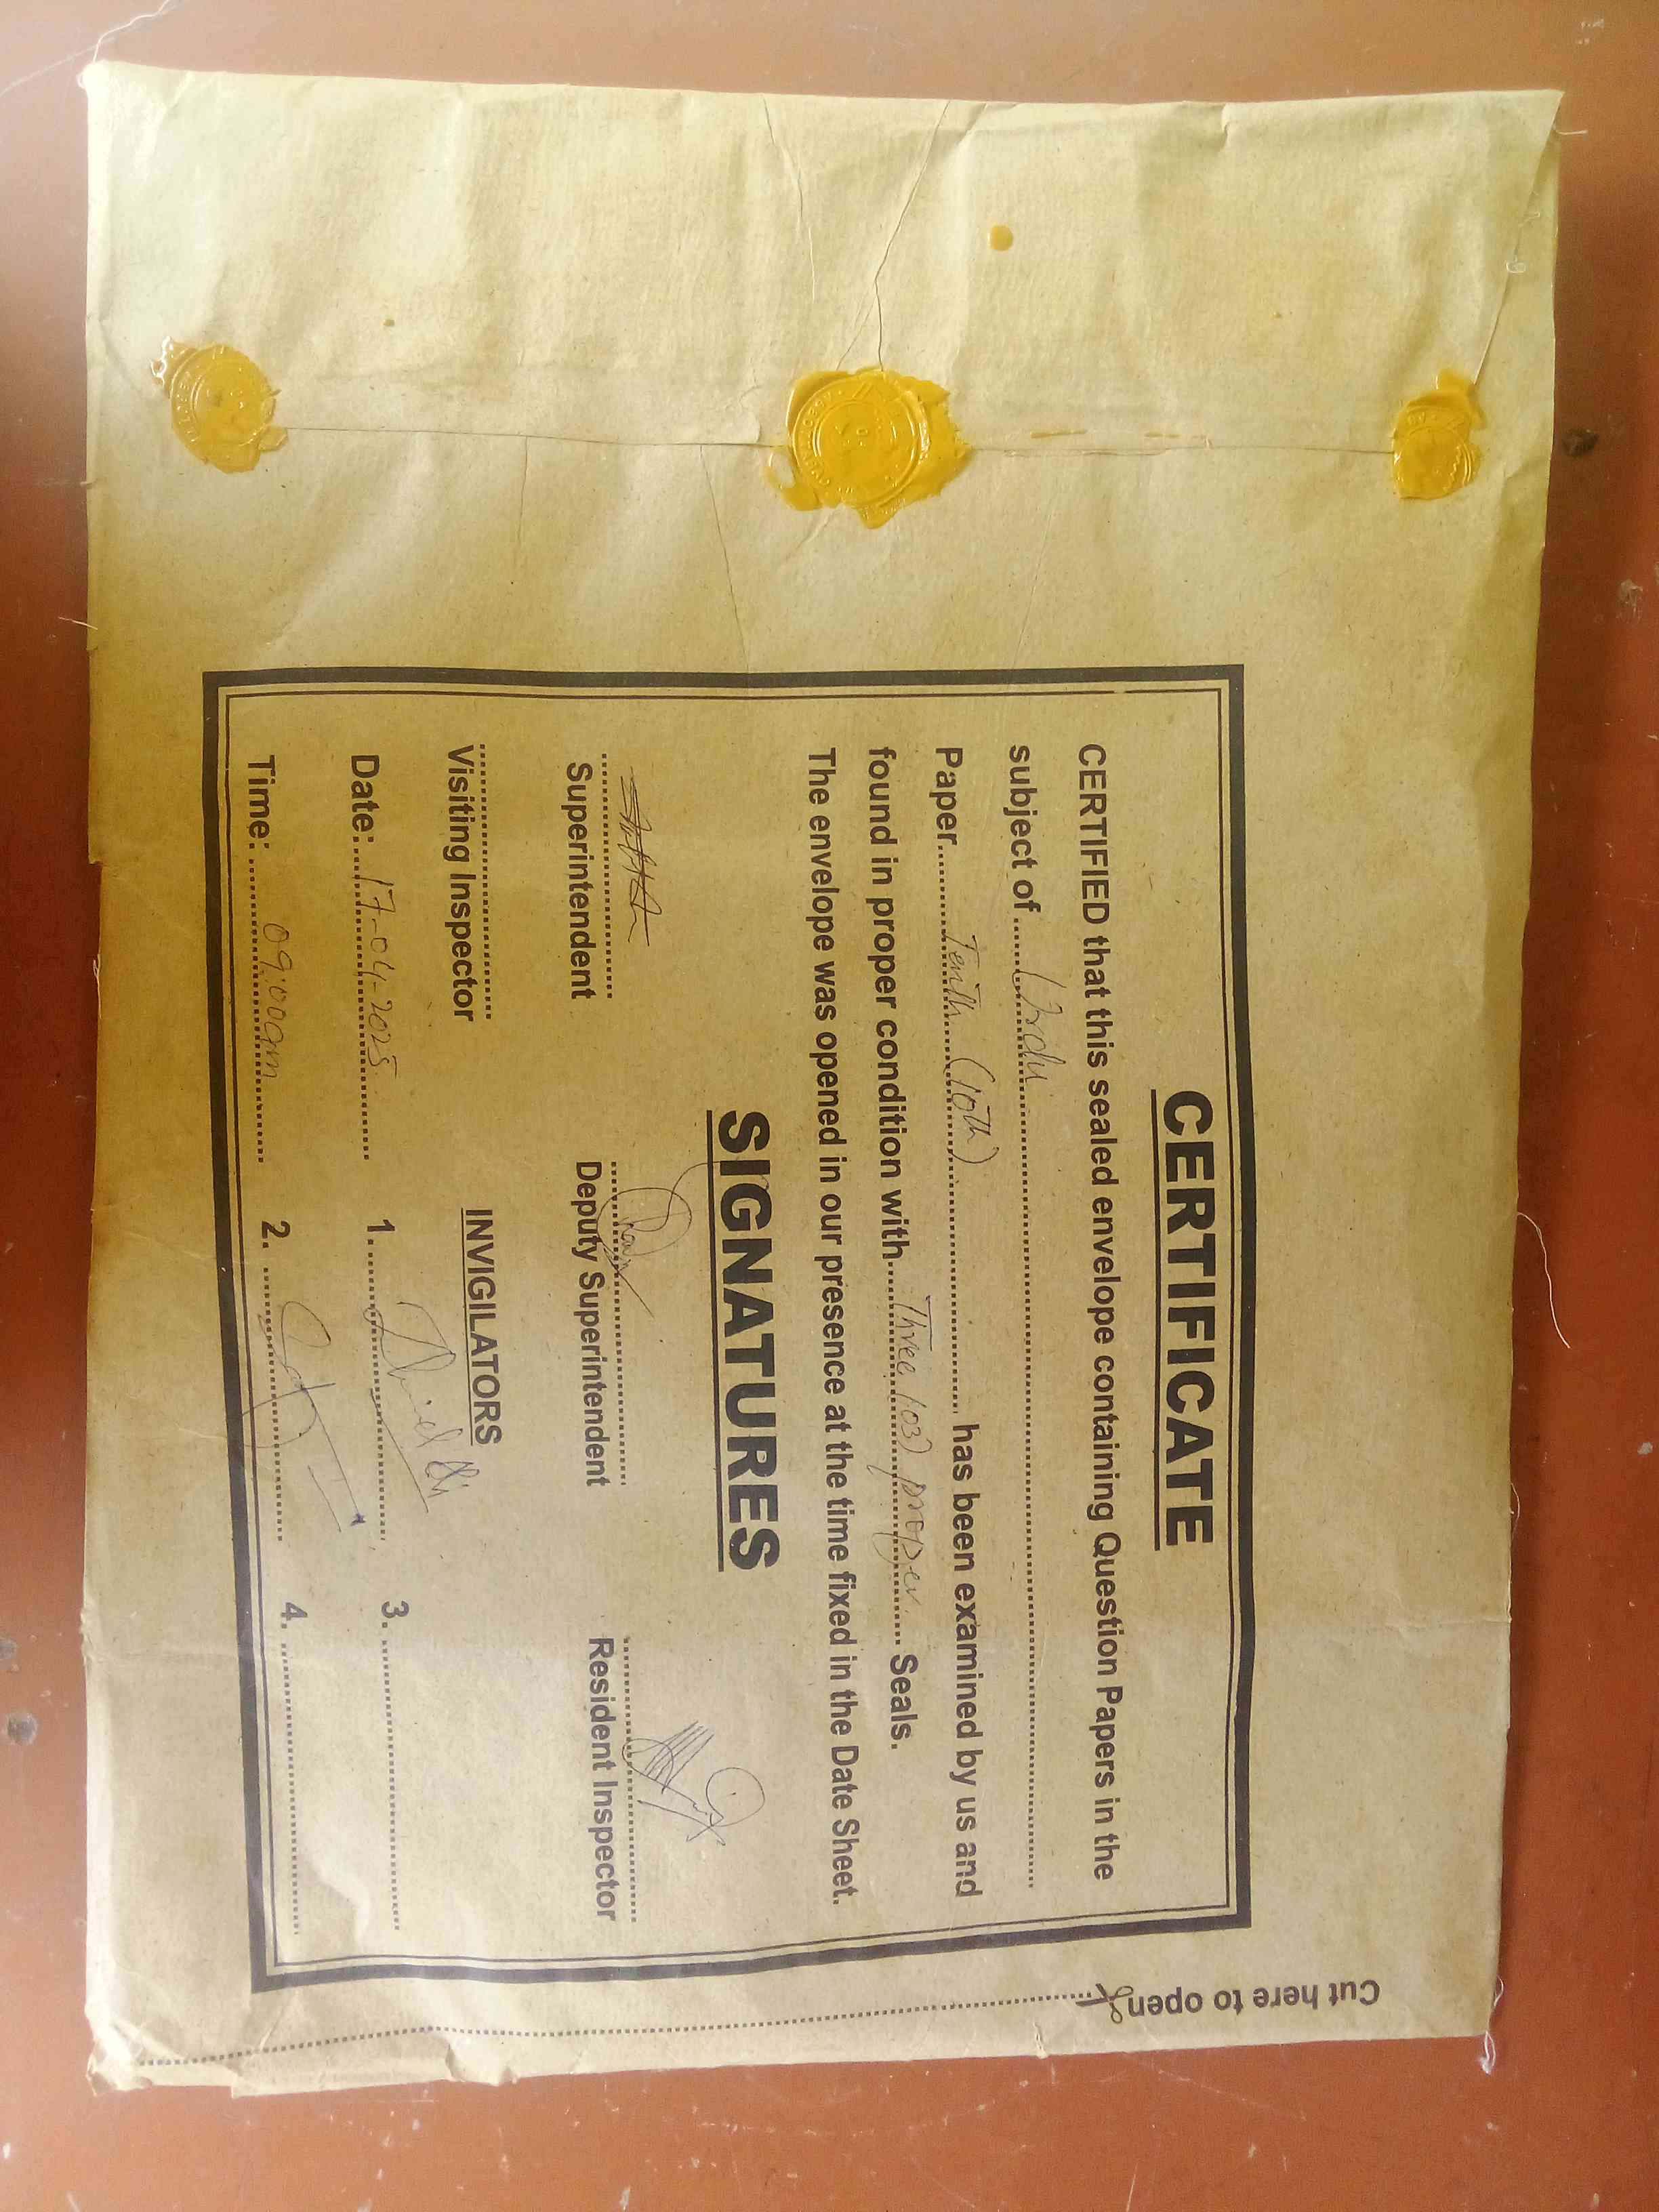 CERTIFICATE
CERTIFIED that this sealed envelope containing Question Papers in the
subject of ..... Urdu .....
Paper..... Tenth (10th) ..... has been examined by us and
found in proper condition with..... Three (03) proper ..... Seals.
The envelope was opened in our presence at the time fixed in the Date Sheet.
SIGNATURES
Superintendent Deputy Superintendent Resident Inspector
Visiting Inspector INVIGILATORS
Date: 17-04-2025 1. 3.
Time: 09:00am 2. 4.
Cut here to open